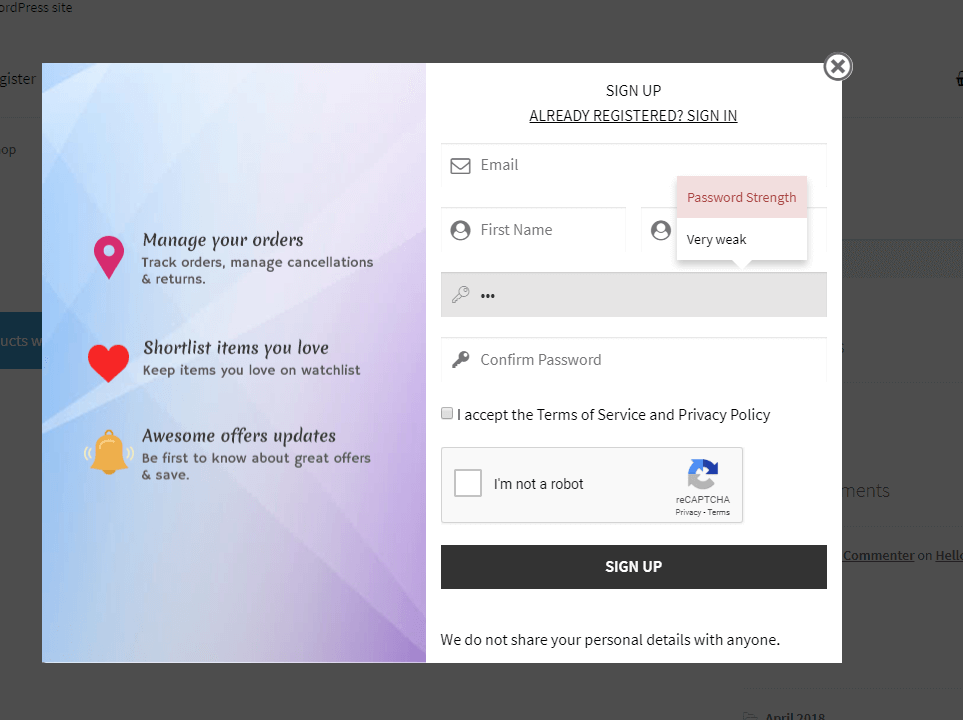 ordPress site
gister
op
SIGN UP
ALREADY REGISTERED? SIGN IN
Email
Password Strength
Very weak
First Name
•••
Confirm Password
I accept the Terms of Service and Privacy Policy
I'm not a robot
reCAPTCHA
Privacy - Terms
SIGN UP
We do not share your personal details with anyone.
Manage your orders
Track orders, manage cancellations
& returns.
Shortlist items you love
Keep items you love on watchlist
Awesome offers updates
Be first to know about great offers
& save.
ucts w
ments
Commenter on Hello
April 2018